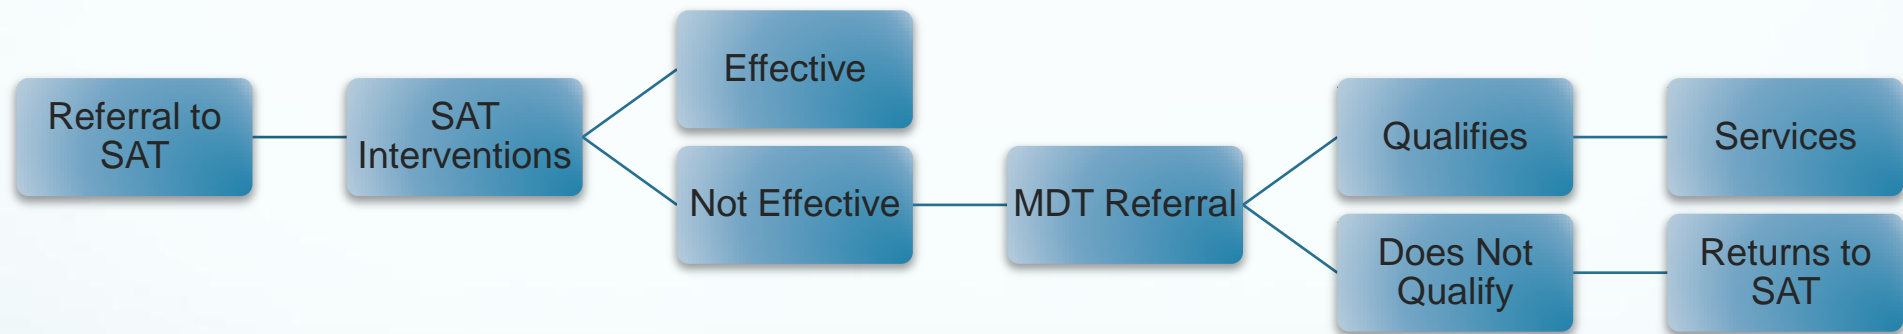 Referral to
SAT
SAT
Interventions
Effective
Not Effective
MDT Referral
Qualifies
Services
Does Not
Qualify
Returns to
SAT